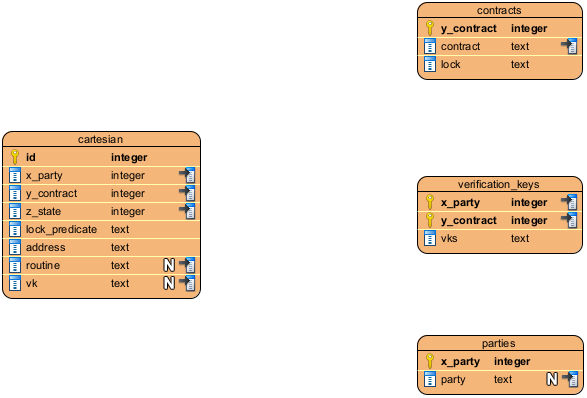 contracts
y_contract integer
contract text
lock text
cartesian
id integer
x_party integer
y_contract integer
z_state integer
lock_predicate text
address text
routine text N
vk text N
verification_keys
x_party integer
y_contract integer
vks text
parties
x_party integer
party text N